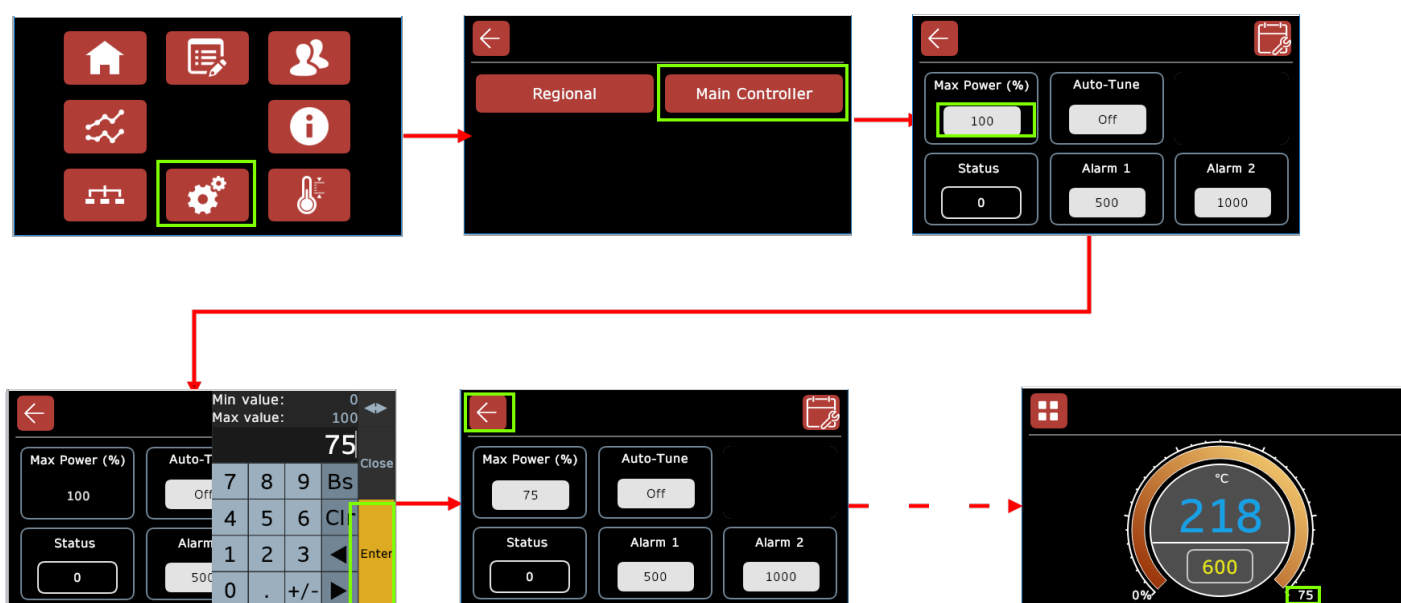 Regional
Main Controller
Max Power (%)
Auto-Tune
100
Off
Status
Alarm 1
Alarm 2
0
500
1000
Min value: 0
Max value: 100
75
Close
Max Power (%)
Auto-T
100
Off
7 8 9 Bs
4 5 6 Clr
1 2 3 Enter
0 . +/-
Status
Alarm
0
500
Max Power (%)
Auto-Tune
75
Off
Status
Alarm 1
Alarm 2
0
500
1000
°C
218
600
0%
75